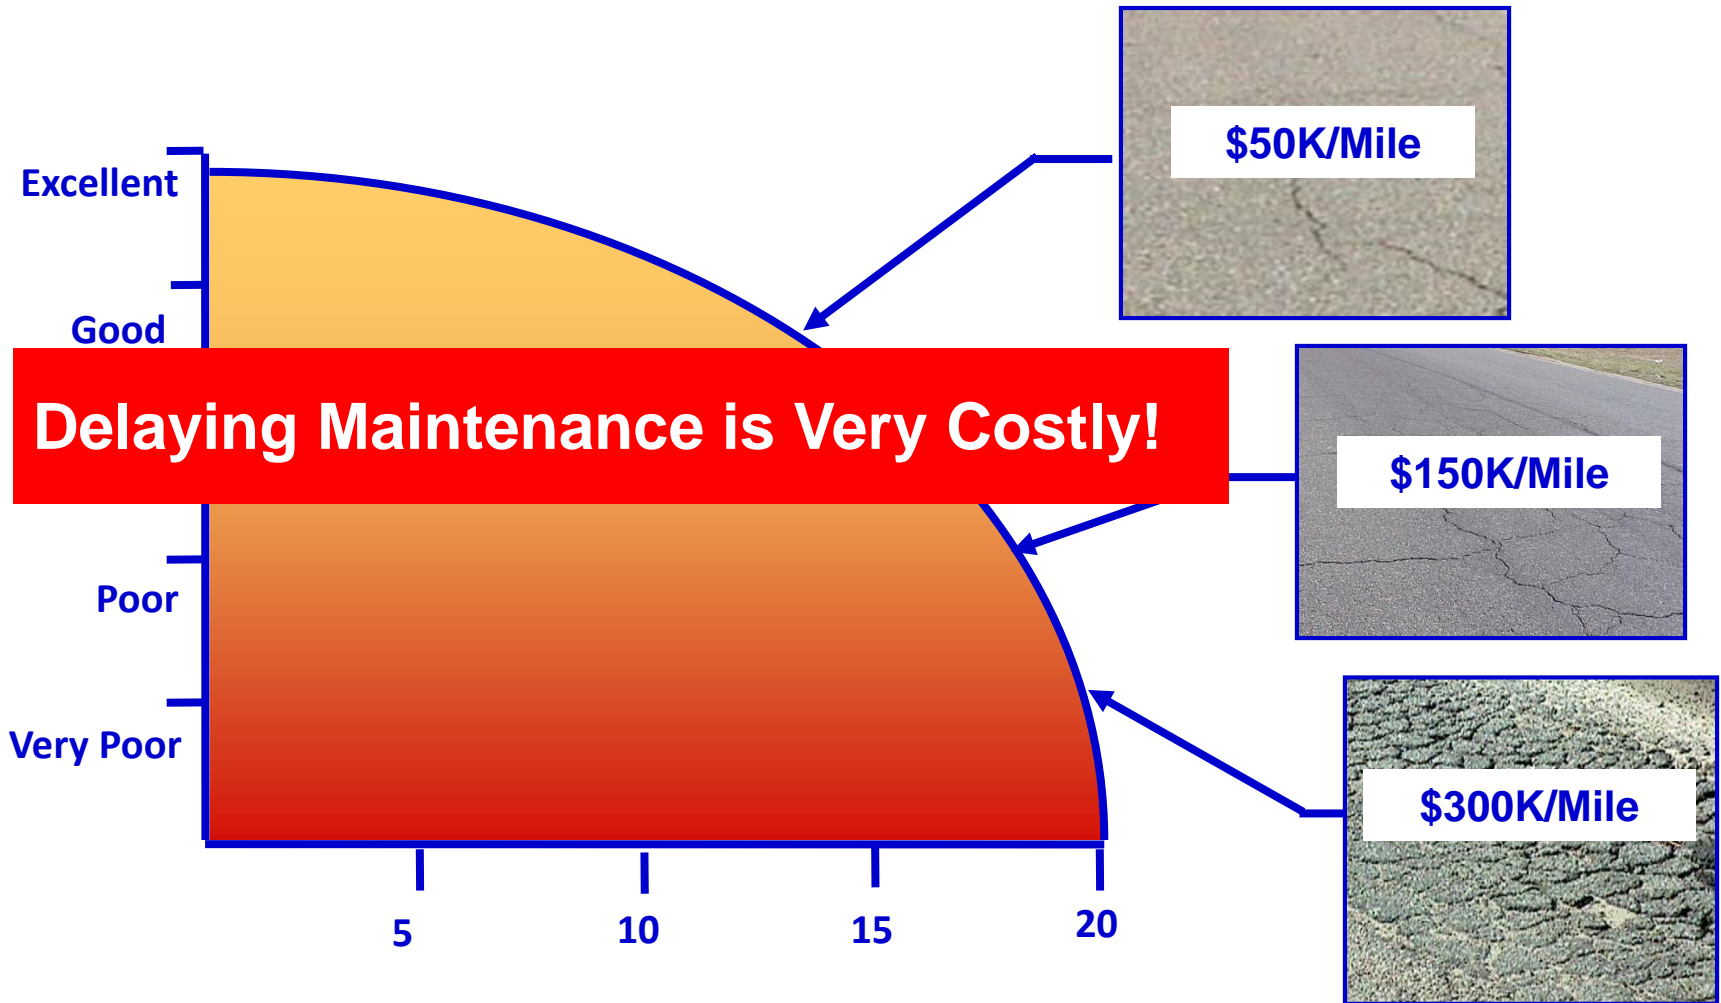 $50K/Mile
Excellent
Good
Delaying Maintenance is Very Costly!
$150K/Mile
Poor
Very Poor
$300K/Mile
5
10
15
20